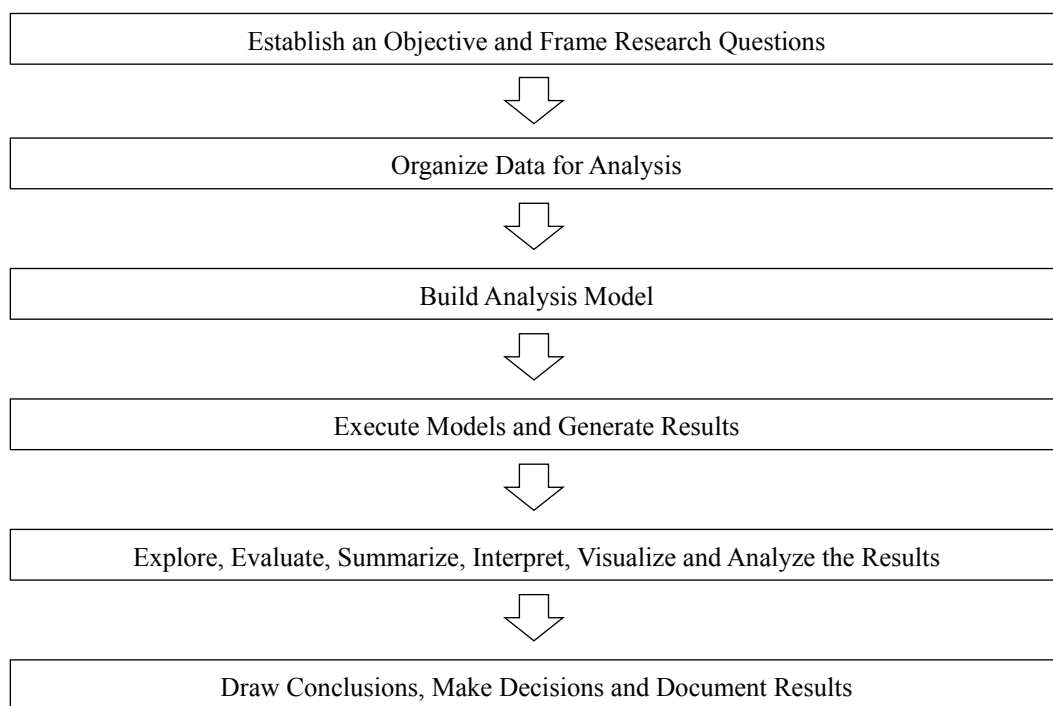 Establish an Objective and Frame Research Questions
Organize Data for Analysis
Build Analysis Model
Execute Models and Generate Results
Explore, Evaluate, Summarize, Interpret, Visualize and Analyze the Results
Draw Conclusions, Make Decisions and Document Results